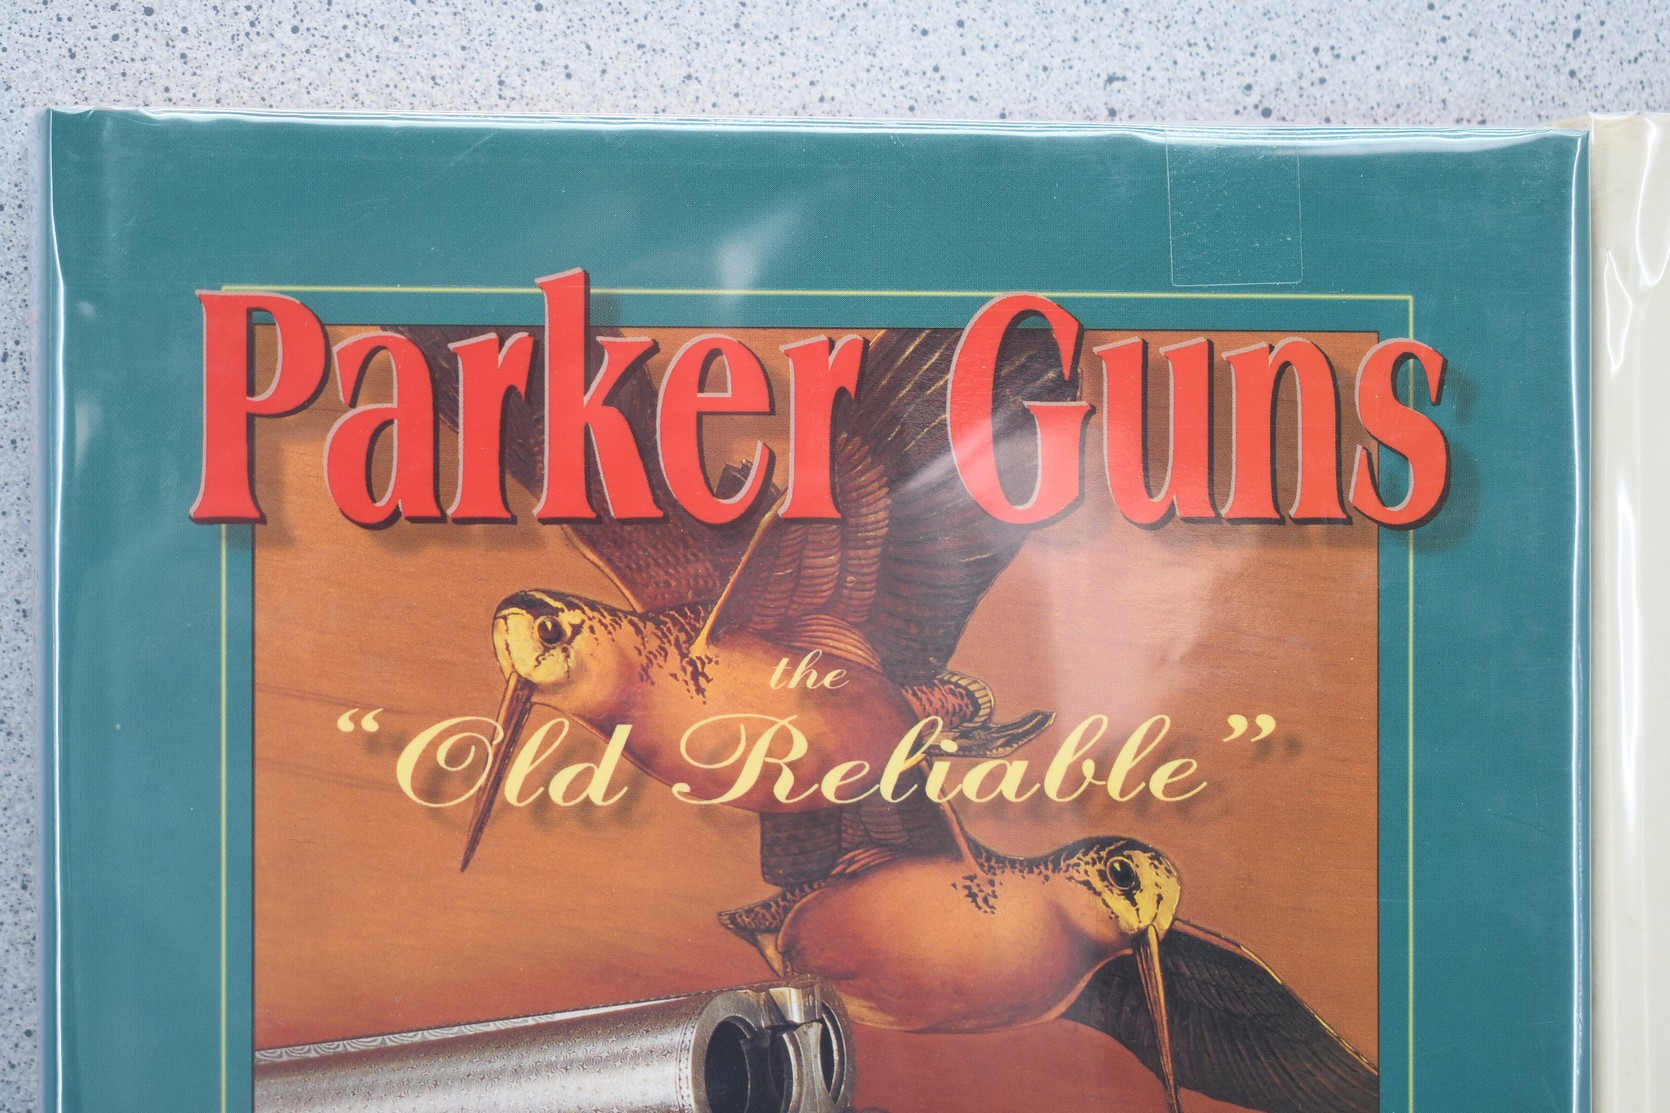 Parker Guns
the
“Old Reliable”